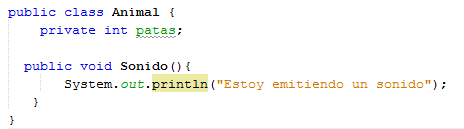 public class Animal {
private int patas;
public void Sonido(){
System.out.println("Estoy emitiendo un sonido");
}
}